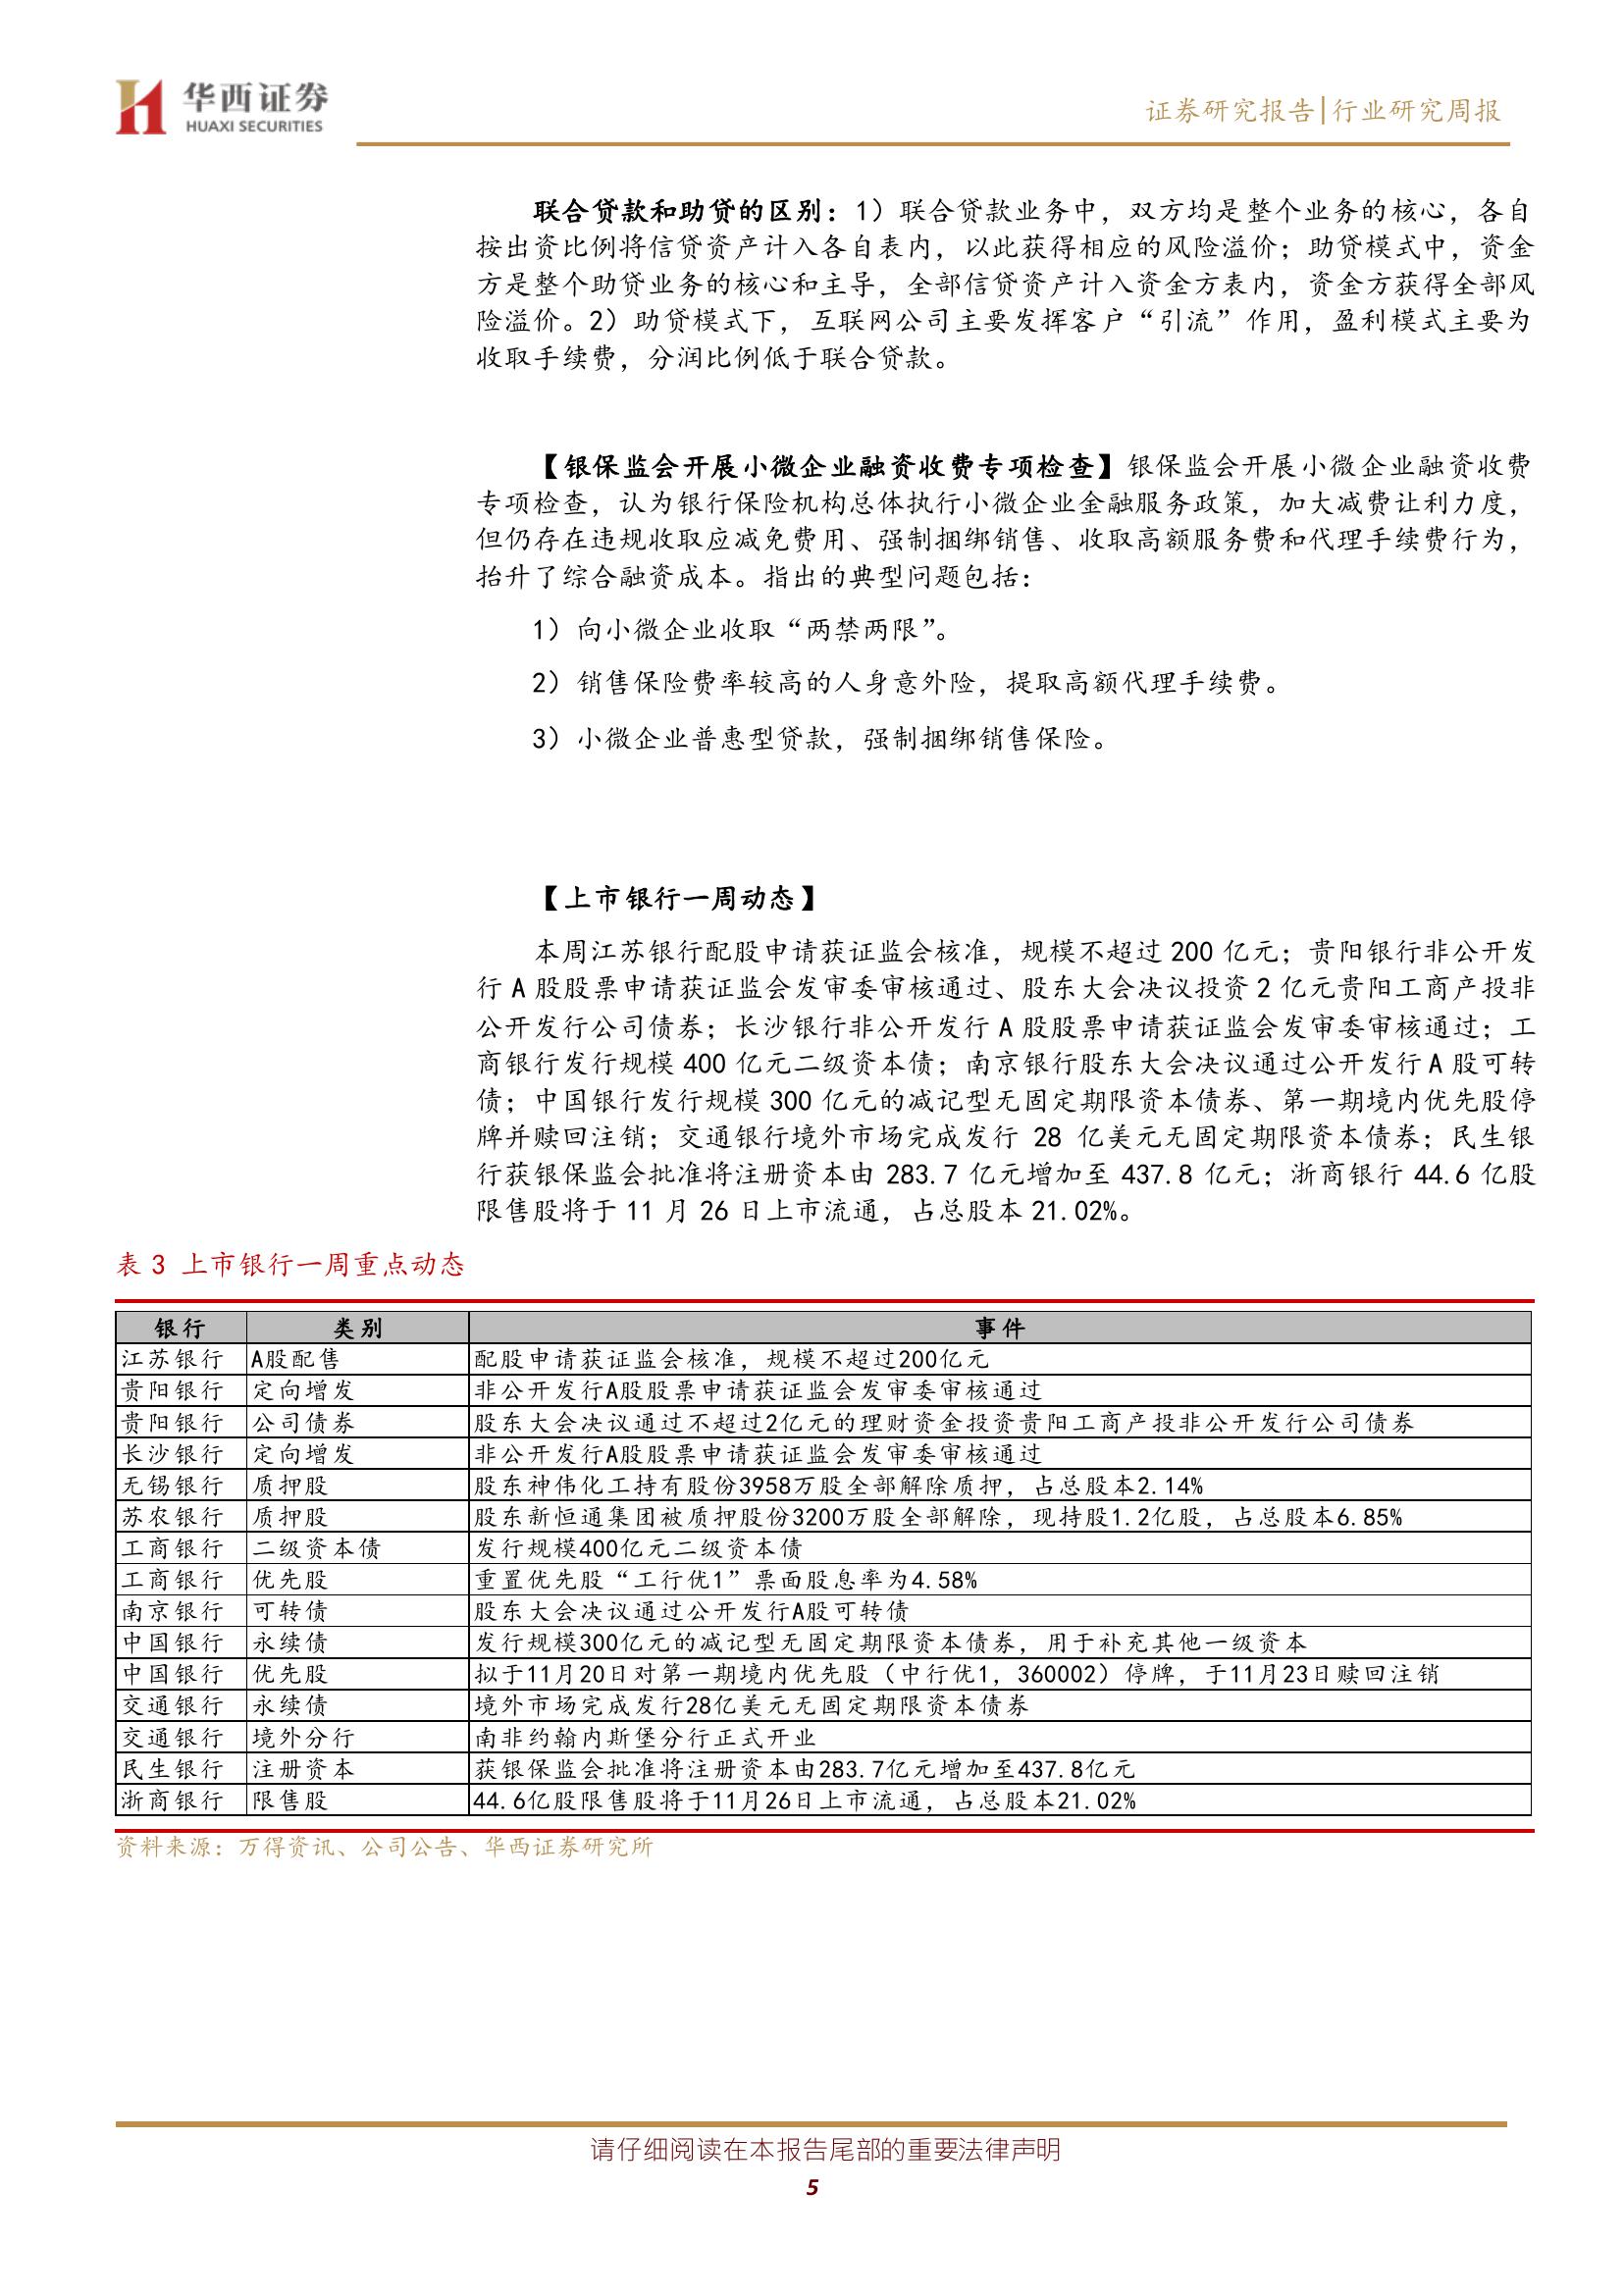 华西证券
HUAXI SECURITIES
证券研究报告|行业研究周报
联合贷款和助贷的区别：1）联合贷款业务中，双方均是整个业务的核心，各自
按出资比例将信贷资产计入各自表内，以此获得相应的风险溢价；助贷模式中，资金
方是整个助贷业务的核心和主导，全部信贷资产计入资金方表内，资金方获得全部风
险溢价。2）助贷模式下，互联网公司主要发挥客户“引流”作用，盈利模式主要为
收取手续费，分润比例低于联合贷款。
【银保监会开展小微企业融资收费专项检查】银保监会开展小微企业融资收费
专项检查，认为银行保险机构总体执行小微企业金融服务政策，加大减费让利力度，
但仍存在违规收取应减免费用、强制捆绑销售、收取高额服务费和代理手续费行为，
抬升了综合融资成本。指出的典型问题包括：
1）向小微企业收取“两禁两限”。
2）销售保险费率较高的人身意外险，提取高额代理手续费。
3）小微企业普惠型贷款，强制捆绑销售保险。
【上市银行一周动态】
本周江苏银行配股申请获证监会核准，规模不超过 200 亿元；贵阳银行非公开发
行 A 股股票申请获证监会发审委审核通过、股东大会决议投资 2 亿元贵阳工商产投非
公开发行公司债券；长沙银行非公开发行 A 股股票申请获证监会发审委审核通过；工
商银行发行规模 400 亿元二级资本债；南京银行股东大会决议通过公开发行 A 股可转
债；中国银行发行规模 300 亿元的减记型无固定期限资本债券、第一期境内优先股停
牌并赎回注销；交通银行境外市场完成发行 28 亿美元无固定期限资本债券；民生银
行获银保监会批准将注册资本由 283.7 亿元增加至 437.8 亿元；浙商银行 44.6 亿股
限售股将于 11 月 26 日上市流通，占总股本 21.02%。
表 3 上市银行一周重点动态
银行 类别 事件
江苏银行 A股配售 配股申请获证监会核准，规模不超过200亿元
贵阳银行 定向增发 非公开发行A股股票申请获证监会发审委审核通过
贵阳银行 公司债券 股东大会决议通过不超过2亿元的理财资金投资贵阳工商产投非公开发行公司债券
长沙银行 定向增发 非公开发行A股股票申请获证监会发审委审核通过
无锡银行 质押股 股东神伟化工持有股份3958万股全部解除质押，占总股本2.14%
苏农银行 质押股 股东新恒通集团被质押股份3200万股全部解除，现持股1.2亿股，占总股本6.85%
工商银行 二级资本债 发行规模400亿元二级资本债
工商银行 优先股 重置优先股“工行优1”票面股息率为4.58%
南京银行 可转债 股东大会决议通过公开发行A股可转债
中国银行 永续债 发行规模300亿元的减记型无固定期限资本债券，用于补充其他一级资本
中国银行 优先股 拟于11月20日对第一期境内优先股（中行优1，360002）停牌，于11月23日赎回注销
交通银行 永续债 境外市场完成发行28亿美元无固定期限资本债券
交通银行 境外分行 南非约翰内斯堡分行正式开业
民生银行 注册资本 获银保监会批准将注册资本由283.7亿元增加至437.8亿元
浙商银行 限售股 44.6亿股限售股将于11月26日上市流通，占总股本21.02%
资料来源：万得资讯、公司公告、华西证券研究所
请仔细阅读在本报告尾部的重要法律声明
5